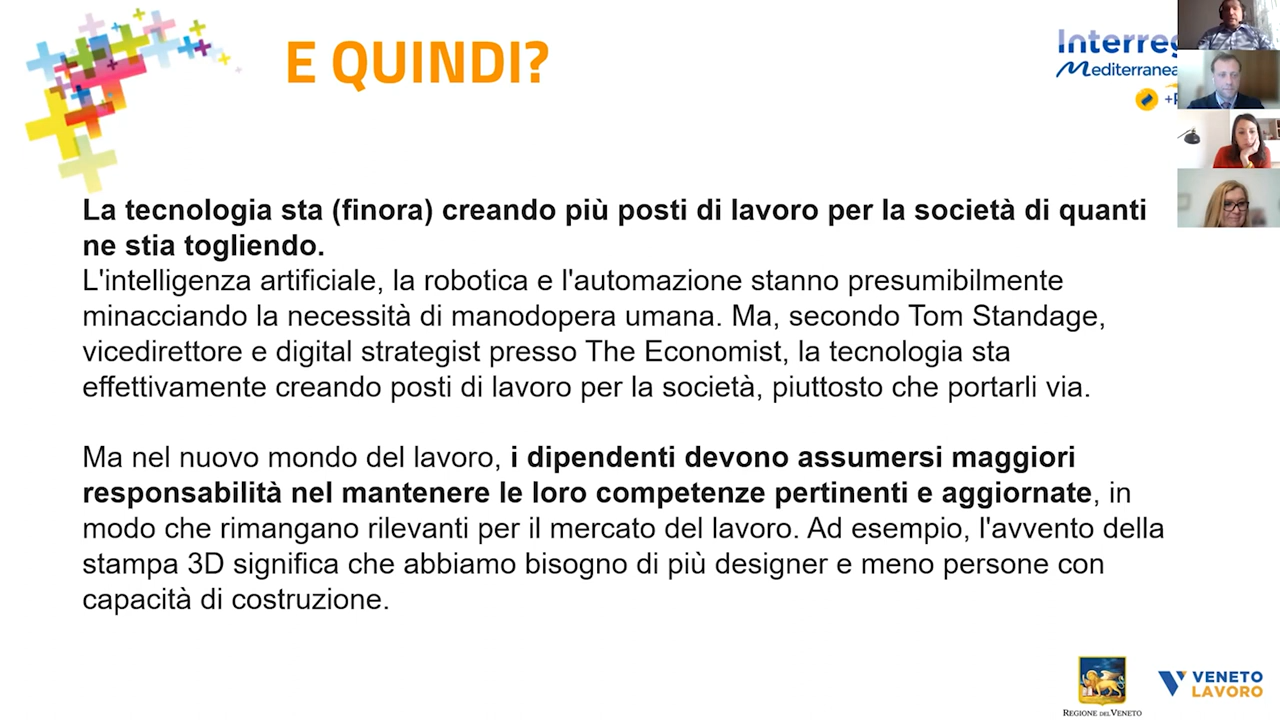 E QUINDI?
Interreg
Mediterranea
La tecnologia sta (finora) creando più posti di lavoro per la società di quanti
ne stia togliendo.
L'intelligenza artificiale, la robotica e l'automazione stanno presumibilmente
minacciando la necessità di manodopera umana. Ma, secondo Tom Standage,
vicedirettore e digital strategist presso The Economist, la tecnologia sta
effettivamente creando posti di lavoro per la società, piuttosto che portarli via.
Ma nel nuovo mondo del lavoro, i dipendenti devono assumersi maggiori
responsabilità nel mantenere le loro competenze pertinenti e aggiornate, in
modo che rimangano rilevanti per il mercato del lavoro. Ad esempio, l'avvento della
stampa 3D significa che abbiamo bisogno di più designer e meno persone con
capacità di costruzione.
REGIONE DEL VENETO
VENETO
LAVORO